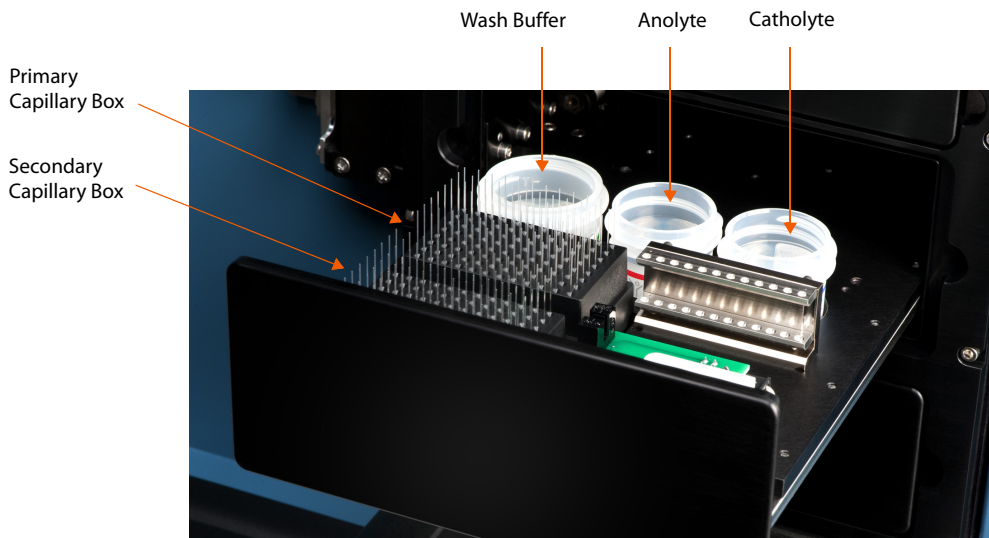 Wash Buffer
Anolyte
Catholyte
Primary
Capillary Box
Secondary
Capillary Box